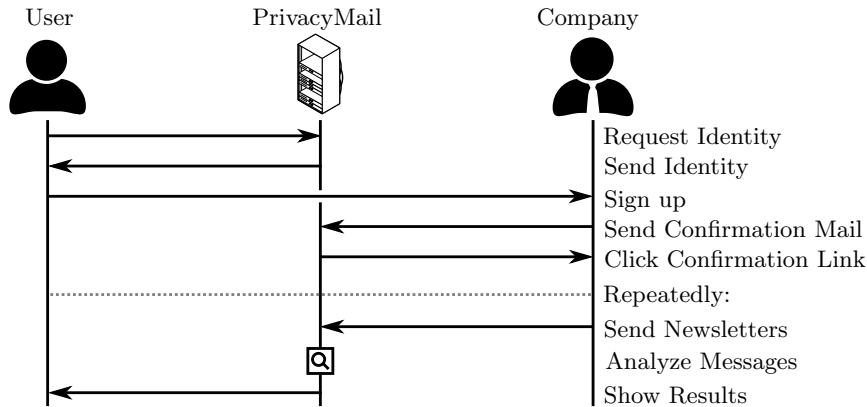 User
PrivacyMail
Company
Request Identity
Send Identity
Sign up
Send Confirmation Mail
Click Confirmation Link
Repeatedly:
Send Newsletters
Analyze Messages
Show Results